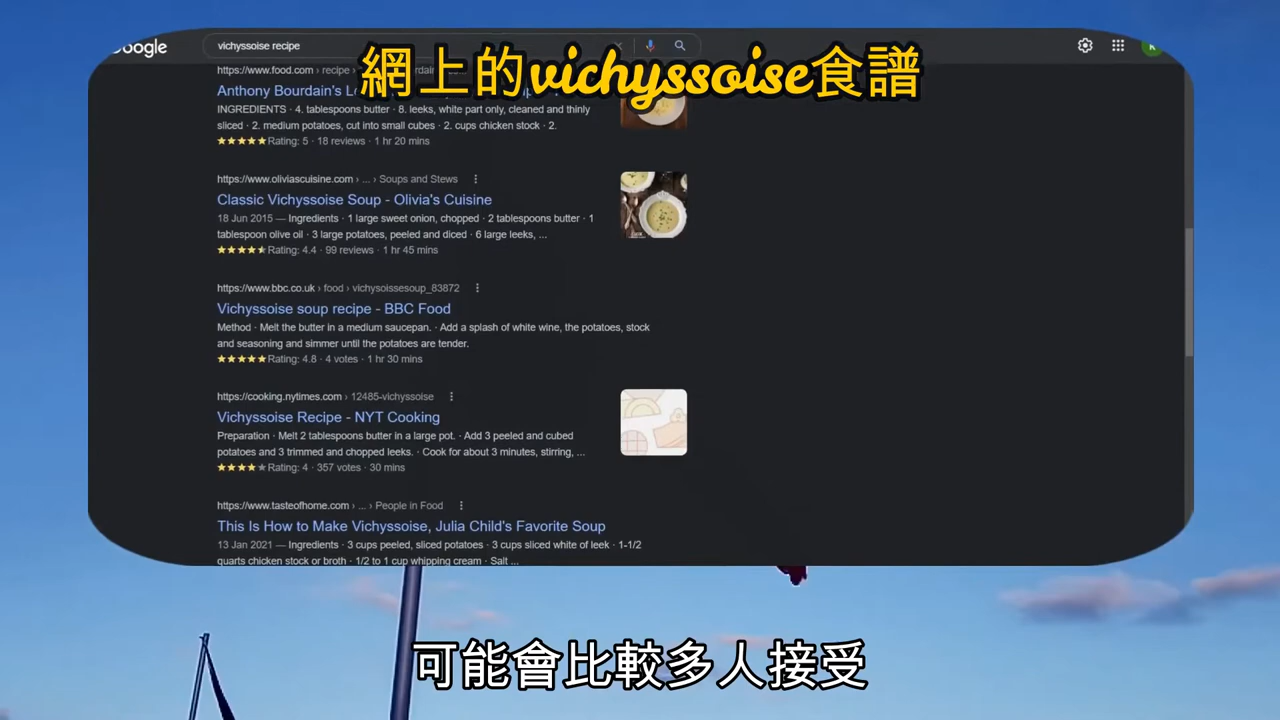 Google
vichyssoise recipe
網上的vichyssoise食譜
https://www.food.com › recipe
Anthony Bourdain's
INGREDIENTS · 4. tablespoons butter · 8. leeks, white part only, cleaned and thinly
sliced · 2. medium potatoes, cut into small cubes · 2. cups chicken stock · 2.
★★★★★ Rating: 5 · 18 reviews · 1 hr 20 mins
https://www.oliviascuisine.com › ... › Soups and Stews
Classic Vichyssoise Soup - Olivia's Cuisine
18 Jun 2015 — Ingredients · 1 large sweet onion, chopped · 2 tablespoons butter · 1
tablespoon olive oil · 3 large potatoes, peeled and diced · 6 large leeks, ...
Rating: 4.4 · 99 reviews · 1 hr 45 mins
https://www.bbc.co.uk › food › vichysoissesoup_83872
Vichyssoise soup recipe - BBC Food
Method · Melt the butter in a medium saucepan. · Add a splash of white wine, the potatoes, stock
and seasoning and simmer until the potatoes are tender.
Rating: 4.8 · 4 votes · 1 hr 30 mins
https://cooking.nytimes.com › 12485-vichyssoise
Vichyssoise Recipe - NYT Cooking
Preparation · Melt 2 tablespoons butter in a large pot. · Add 3 peeled and cubed
potatoes and 3 trimmed and chopped leeks. · Cook for about 3 minutes, stirring, ...
Rating: 4 · 357 votes · 30 mins
https://www.tasteofhome.com › ... › People in Food
This Is How to Make Vichyssoise, Julia Child's Favorite Soup
13 Jan 2021 — Ingredients · 3 cups peeled, sliced potatoes · 3 cups sliced white of leek · 1-1/2
quarts chicken stock or broth · 1/2 to 1 cup whipping cream · Salt ...
可能會比較多人接受